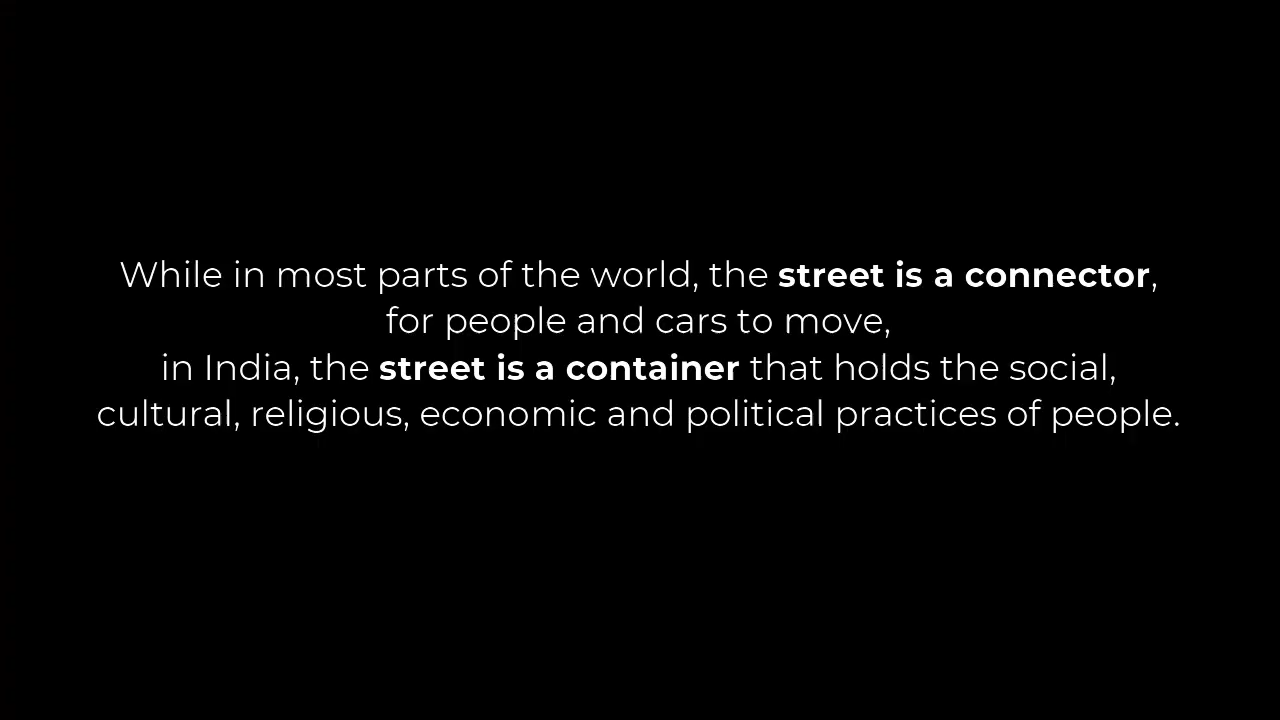 While in most parts of the world, the street is a connector,
for people and cars to move,
in India, the street is a container that holds the social,
cultural, religious, economic and political practices of people.